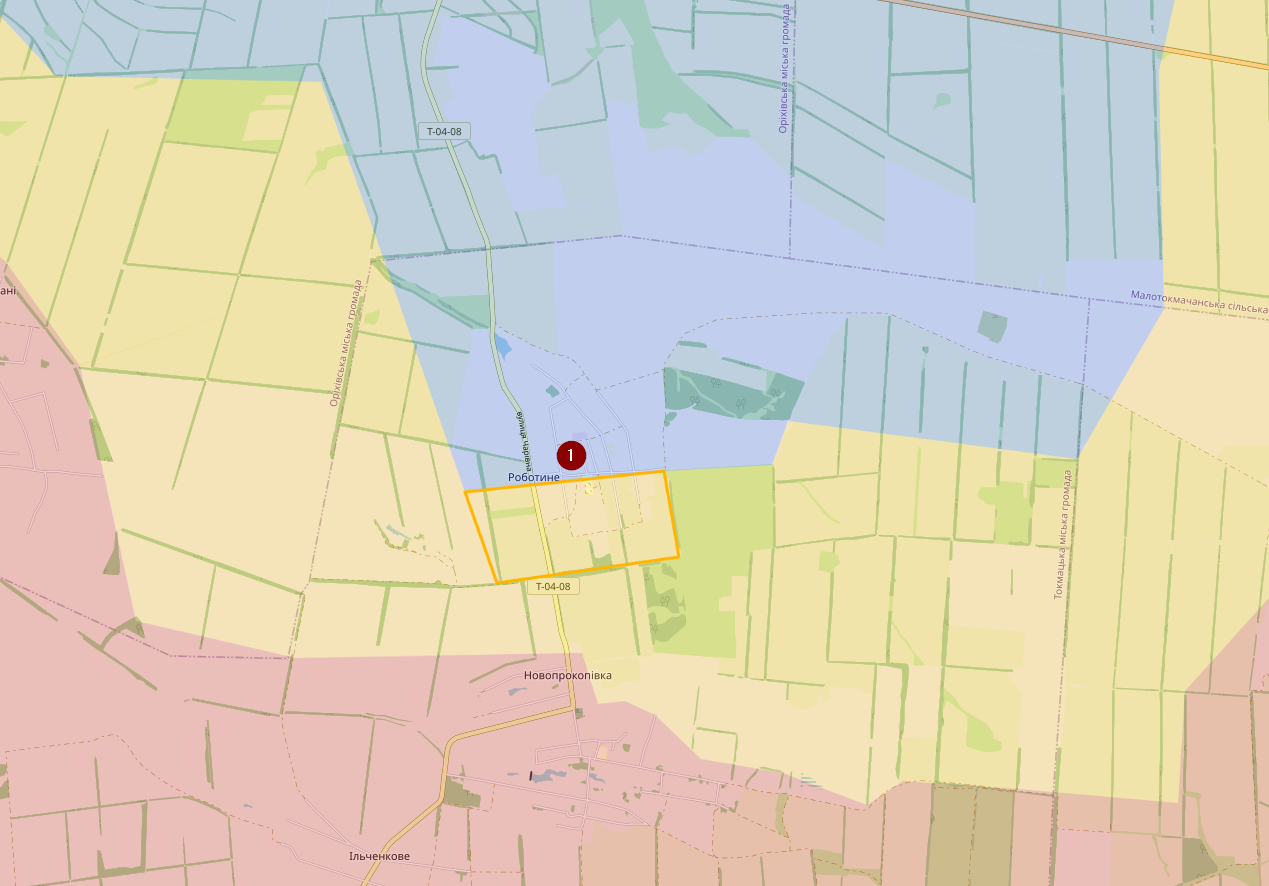 Оріхівська міська громада
Т-04-08
ані
Малотокмачанська сільська
Оріхівська міська громада
вулиця Чарівна
1
Роботине
Токмацька міська громада
Т-04-08
Новопрокопівка
Ільченкове